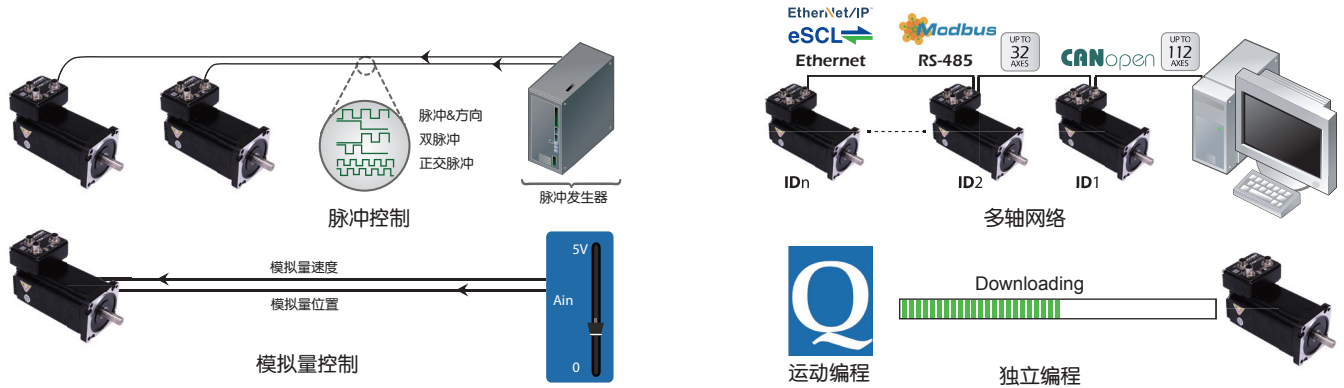 脉冲&方向
双脉冲
正交脉冲
脉冲发生器
脉冲控制
模拟量速度
模拟量位置
5V
Ain
0
模拟量控制
EtherNet/IP
eSCL
Ethernet
Modbus
RS-485
UP TO
32
AXES
CANopen
UP TO
112
AXES
IDn
ID2
ID1
多轴网络
Q
Downloading
运动编程
独立编程